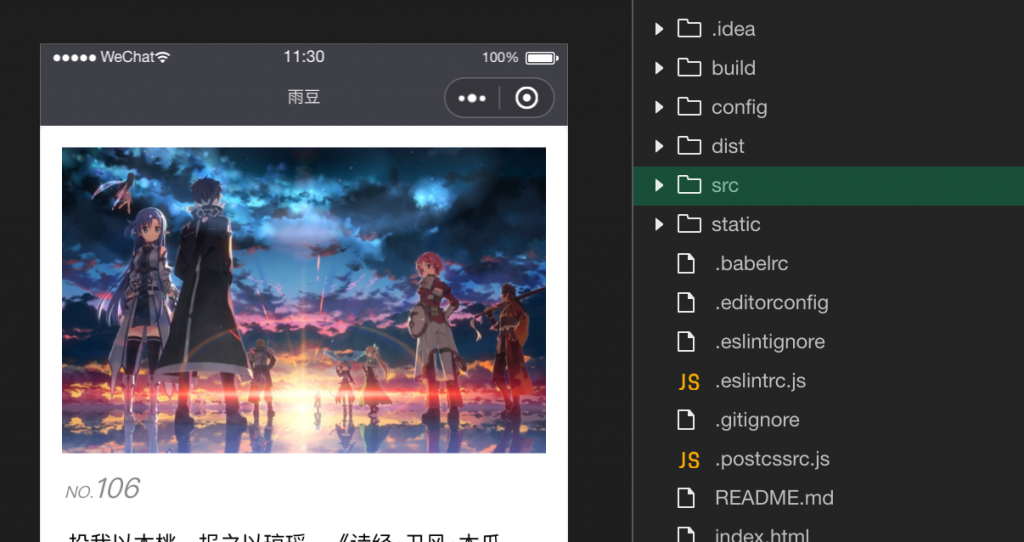 WeChat
11:30
100%
雨豆
NO.106
投我以木桃,报之以琼瑶。《诗经·卫风·木瓜
.idea
build
config
dist
src
static
.babelrc
.editorconfig
.eslintignore
JS .eslintrc.js
.gitignore
JS .postcssrc.js
README.md
index.html